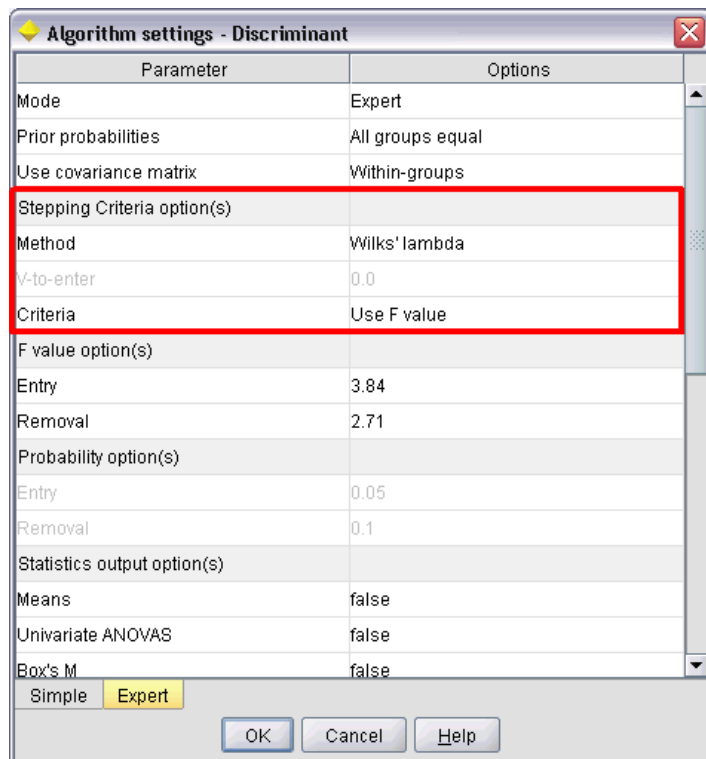 Algorithm settings - Discriminant
Parameter Options
Mode Expert
Prior probabilities All groups equal
Use covariance matrix Within-groups
Stepping Criteria option(s)
Method Wilks' lambda
V-to-enter 0.0
Criteria Use F value
F value option(s)
Entry 3.84
Removal 2.71
Probability option(s)
Entry 0.05
Removal 0.1
Statistics output option(s)
Means false
Univariate ANOVAS false
Box's M false
Simple Expert
OK Cancel Help